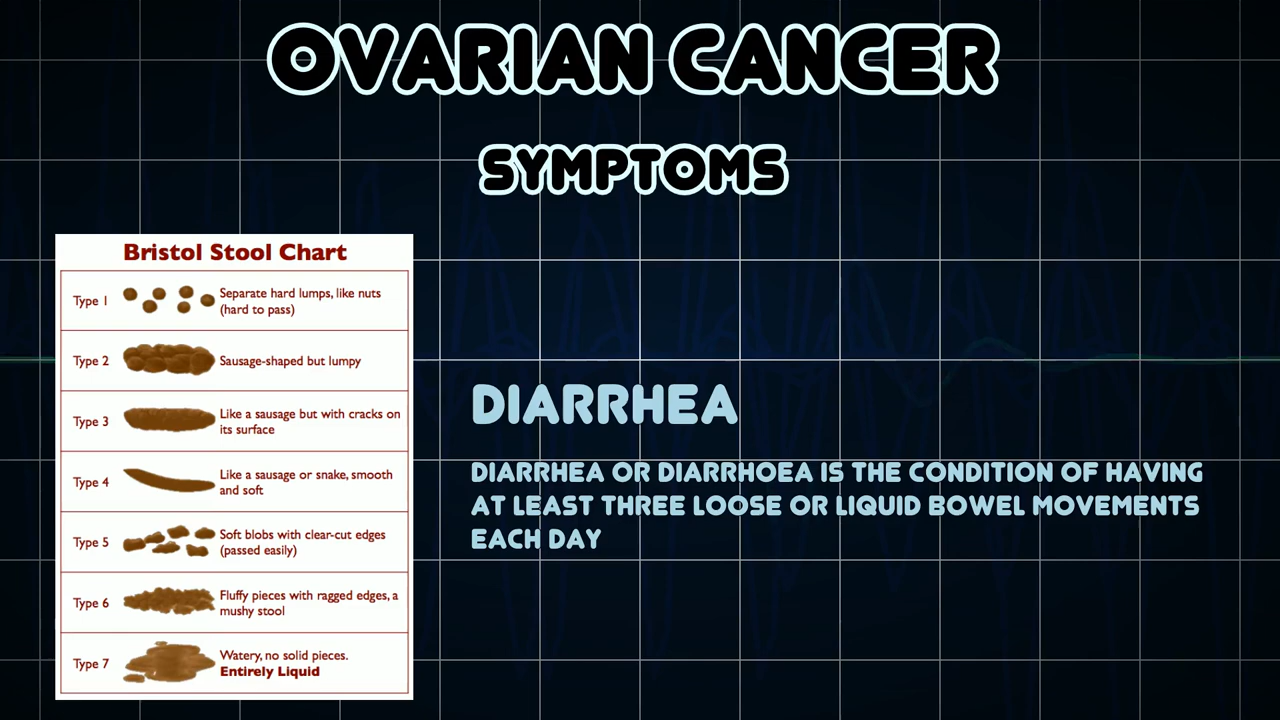 OVARIAN CANCER
SYMPTOMS
Bristol Stool Chart
Type 1
Separate hard lumps, like nuts
(hard to pass)
Type 2
Sausage-shaped but lumpy
Type 3
Like a sausage but with cracks on
its surface
Type 4
Like a sausage or snake, smooth
and soft
Type 5
Soft blobs with clear-cut edges
(passed easily)
Type 6
Fluffy pieces with ragged edges, a
mushy stool
Type 7
Watery, no solid pieces.
Entirely Liquid
DIARRHEA
DIARRHEA OR DIARRHOEA IS THE CONDITION OF HAVING
AT LEAST THREE LOOSE OR LIQUID BOWEL MOVEMENTS
EACH DAY